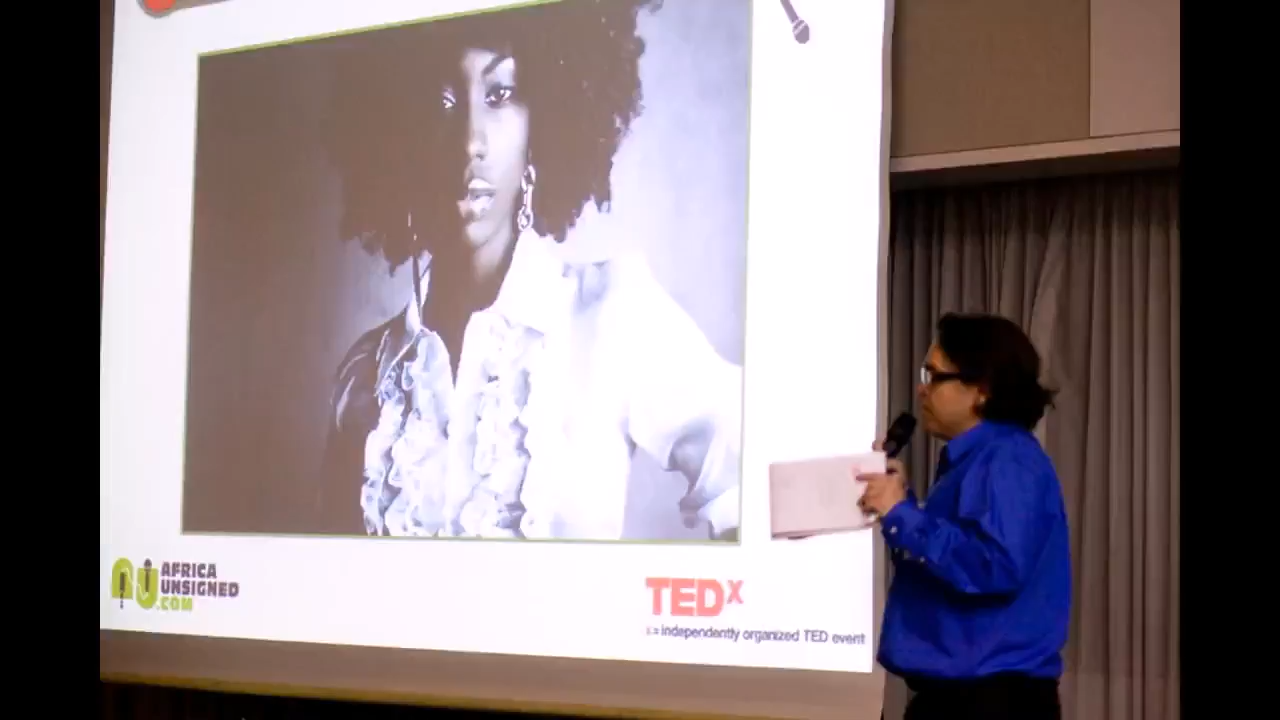 AFRICA
UNSIGNED
.COM
TEDx
x = independently organized TED event